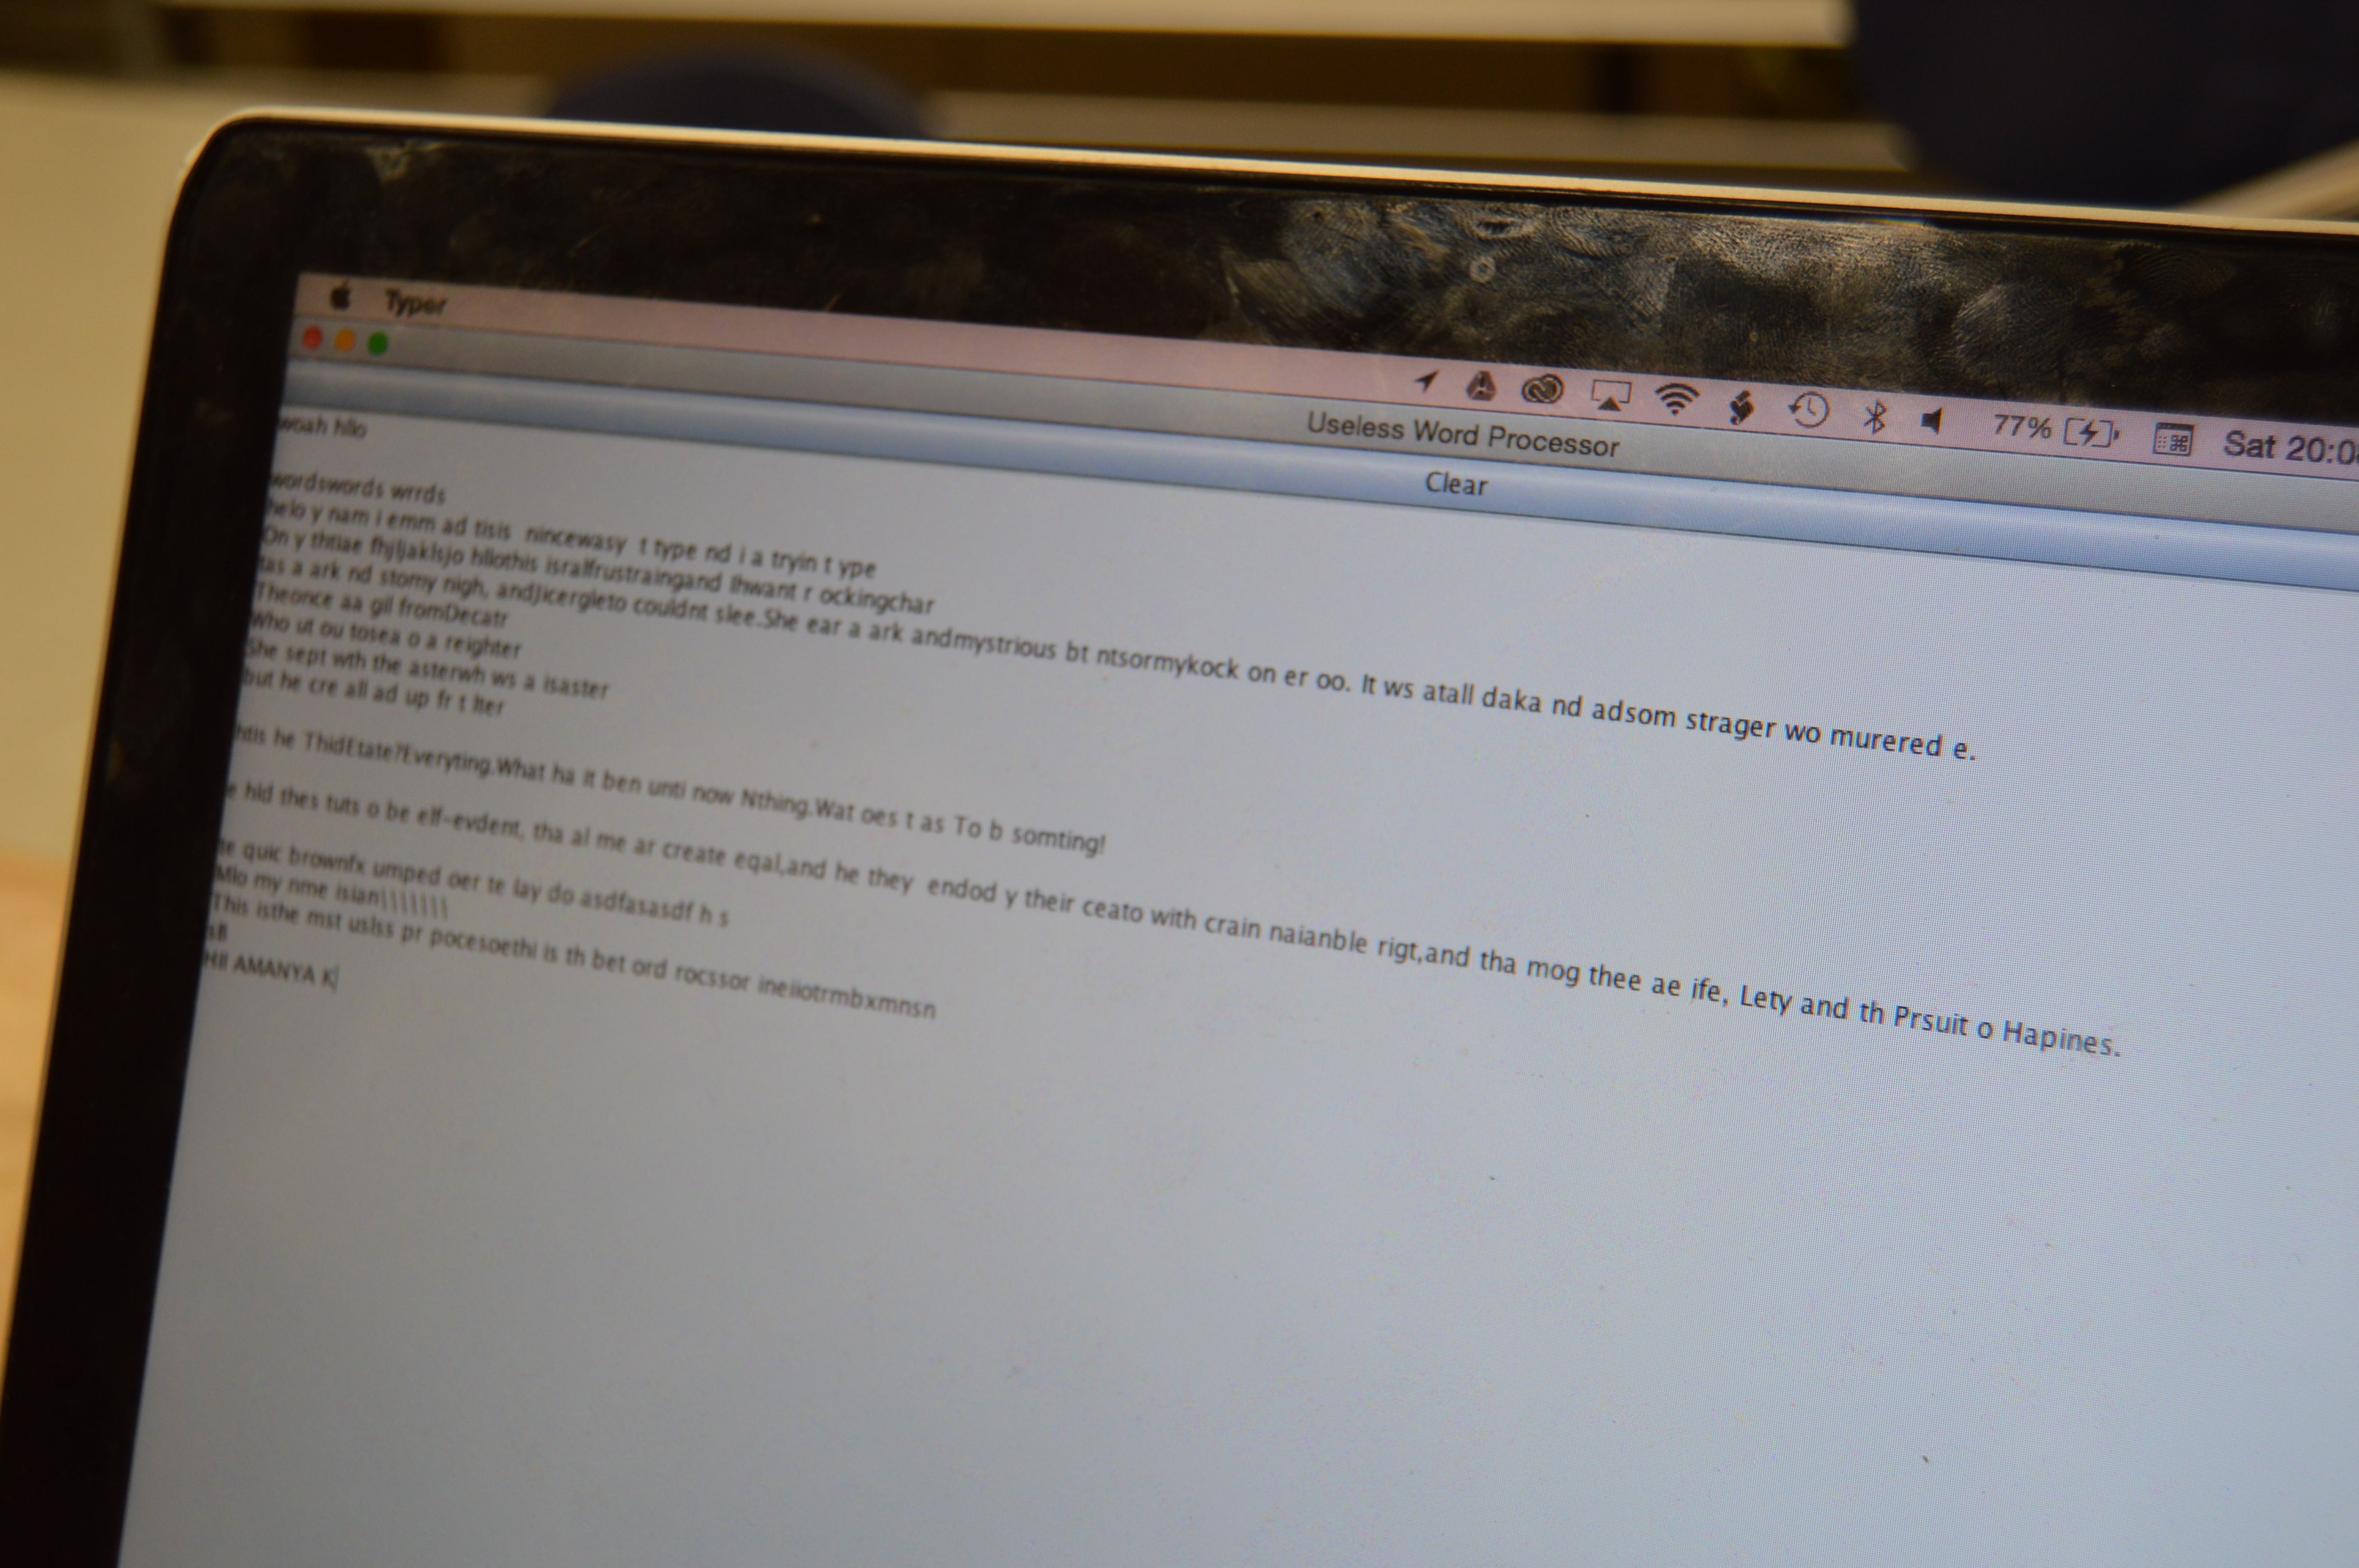 Typer
77% Sat 20:0
Useless Word Processor
Clear
woah hllo
wordswords wrrds
helo y nam i emm ad tisis nincewasy t type nd i a tryin t ype
On y thtiae fhjljaklsjo hllothis isralfrustraingand Ihwant r ockingchar
tas a ark nd stomy nigh, andJicergleto couldnt slee.She ear a ark andmystrious bt ntsormykock on er oo. It ws atall daka nd adsom strager wo murered e.
Theonce aa gil fromDecatr
Who ut ou tosea o a reighter
She sept wth the asterwh ws a isaster
but he cre all ad up fr t lter
htis he ThidEtate?Everyting.What ha it ben unti now Nthing.Wat oes t as To b somting!
e hld thes tuts o be elf-evdent, tha al me ar create eqal,and he they endod y their ceato with crain naianble rigt,and tha mog thee ae ife, Lety and th Prsuit o Hapines.
te quic brownfx umped oer te lay do asdfasasdf h s
Mlo my nme isian\\\\\\\
This isthe mst uslss pr pocesoethi is th bet ord rocssor ineiiotrmbxmnsn
HII AMANYA K